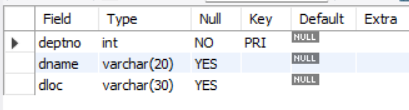 Field Type Null Key Default Extra
deptno int NO PRI NULL
dname varchar(20) YES NULL
dloc varchar(30) YES NULL